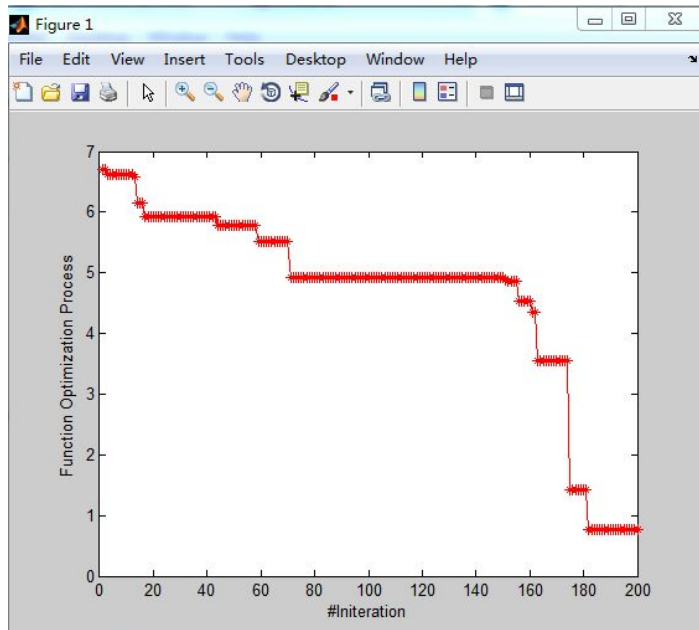 Figure 1
File Edit View Insert Tools Desktop Window Help
7
6
5
4
3
2
1
0
Function Optimization Process
0 20 40 60 80 100 120 140 160 180 200
#Initeration